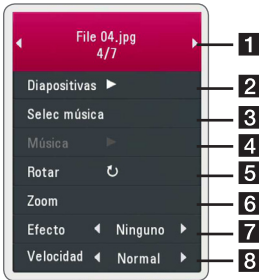 File 04.jpg 1
4/7
Diapositivas 2
Selec música 3
Música 4
Rotar 5
Zoom 6
Efecto Ninguno 7
Velocidad Normal 8